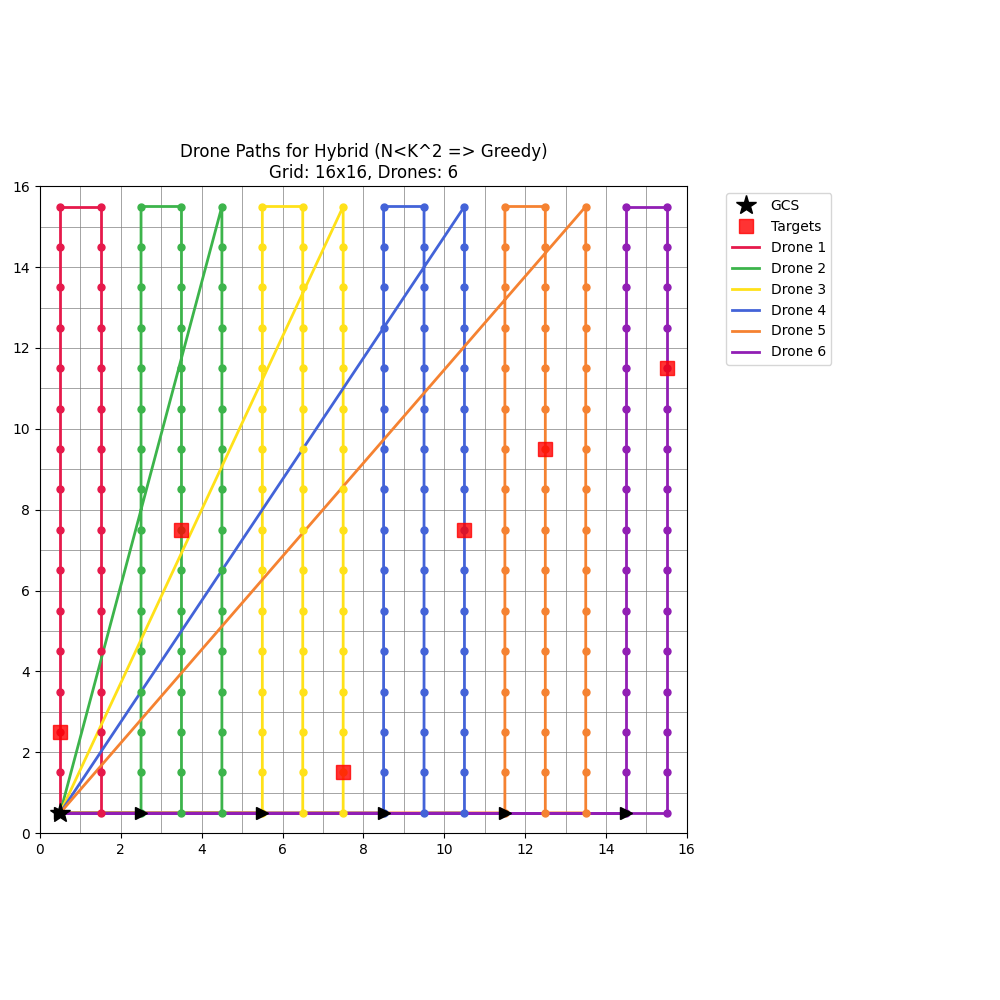 Drone Paths for Hybrid (N<K^2 => Greedy)
Grid: 16x16, Drones: 6
16
14
12
10
8
6
4
2
0
0 2 4 6 8 10 12 14 16
GCS
Targets
Drone 1
Drone 2
Drone 3
Drone 4
Drone 5
Drone 6